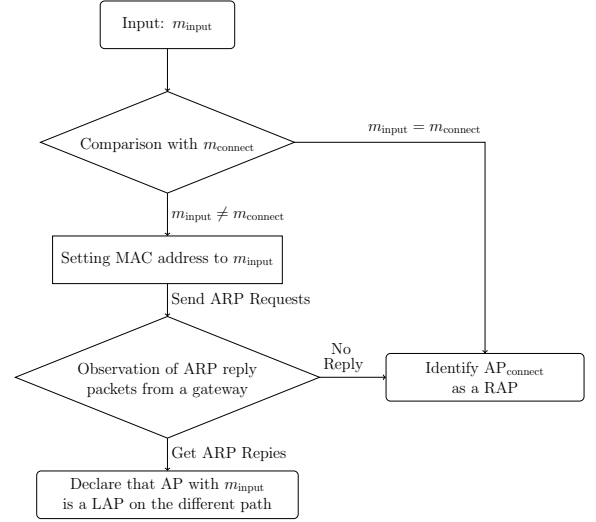 Input: m_input
Comparison with m_connect
m_input = m_connect
m_input ≠ m_connect
Setting MAC address to m_input
Send ARP Requests
Observation of ARP reply
packets from a gateway
No
Reply
Identify AP_connect
as a RAP
Get ARP Repies
Declare that AP with m_input
is a LAP on the different path